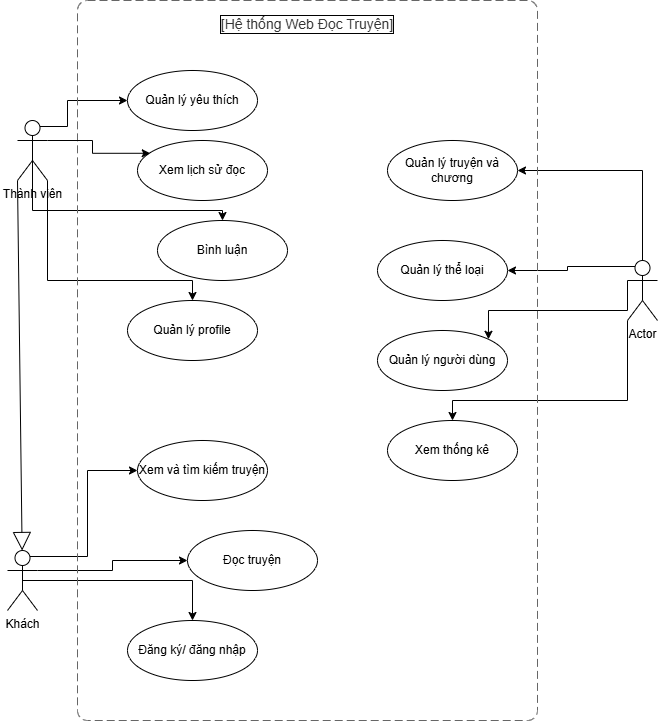 [Hệ thống Web Đọc Truyện]
Quản lý yêu thích
Xem lịch sử đọc
Thành viên
Bình luận
Quản lý profile
Quản lý truyện và
chương
Quản lý thể loại
Actor
Quản lý người dùng
Xem thống kê
Xem và tìm kiếm truyện
Đọc truyện
Khách
Đăng ký/ đăng nhập